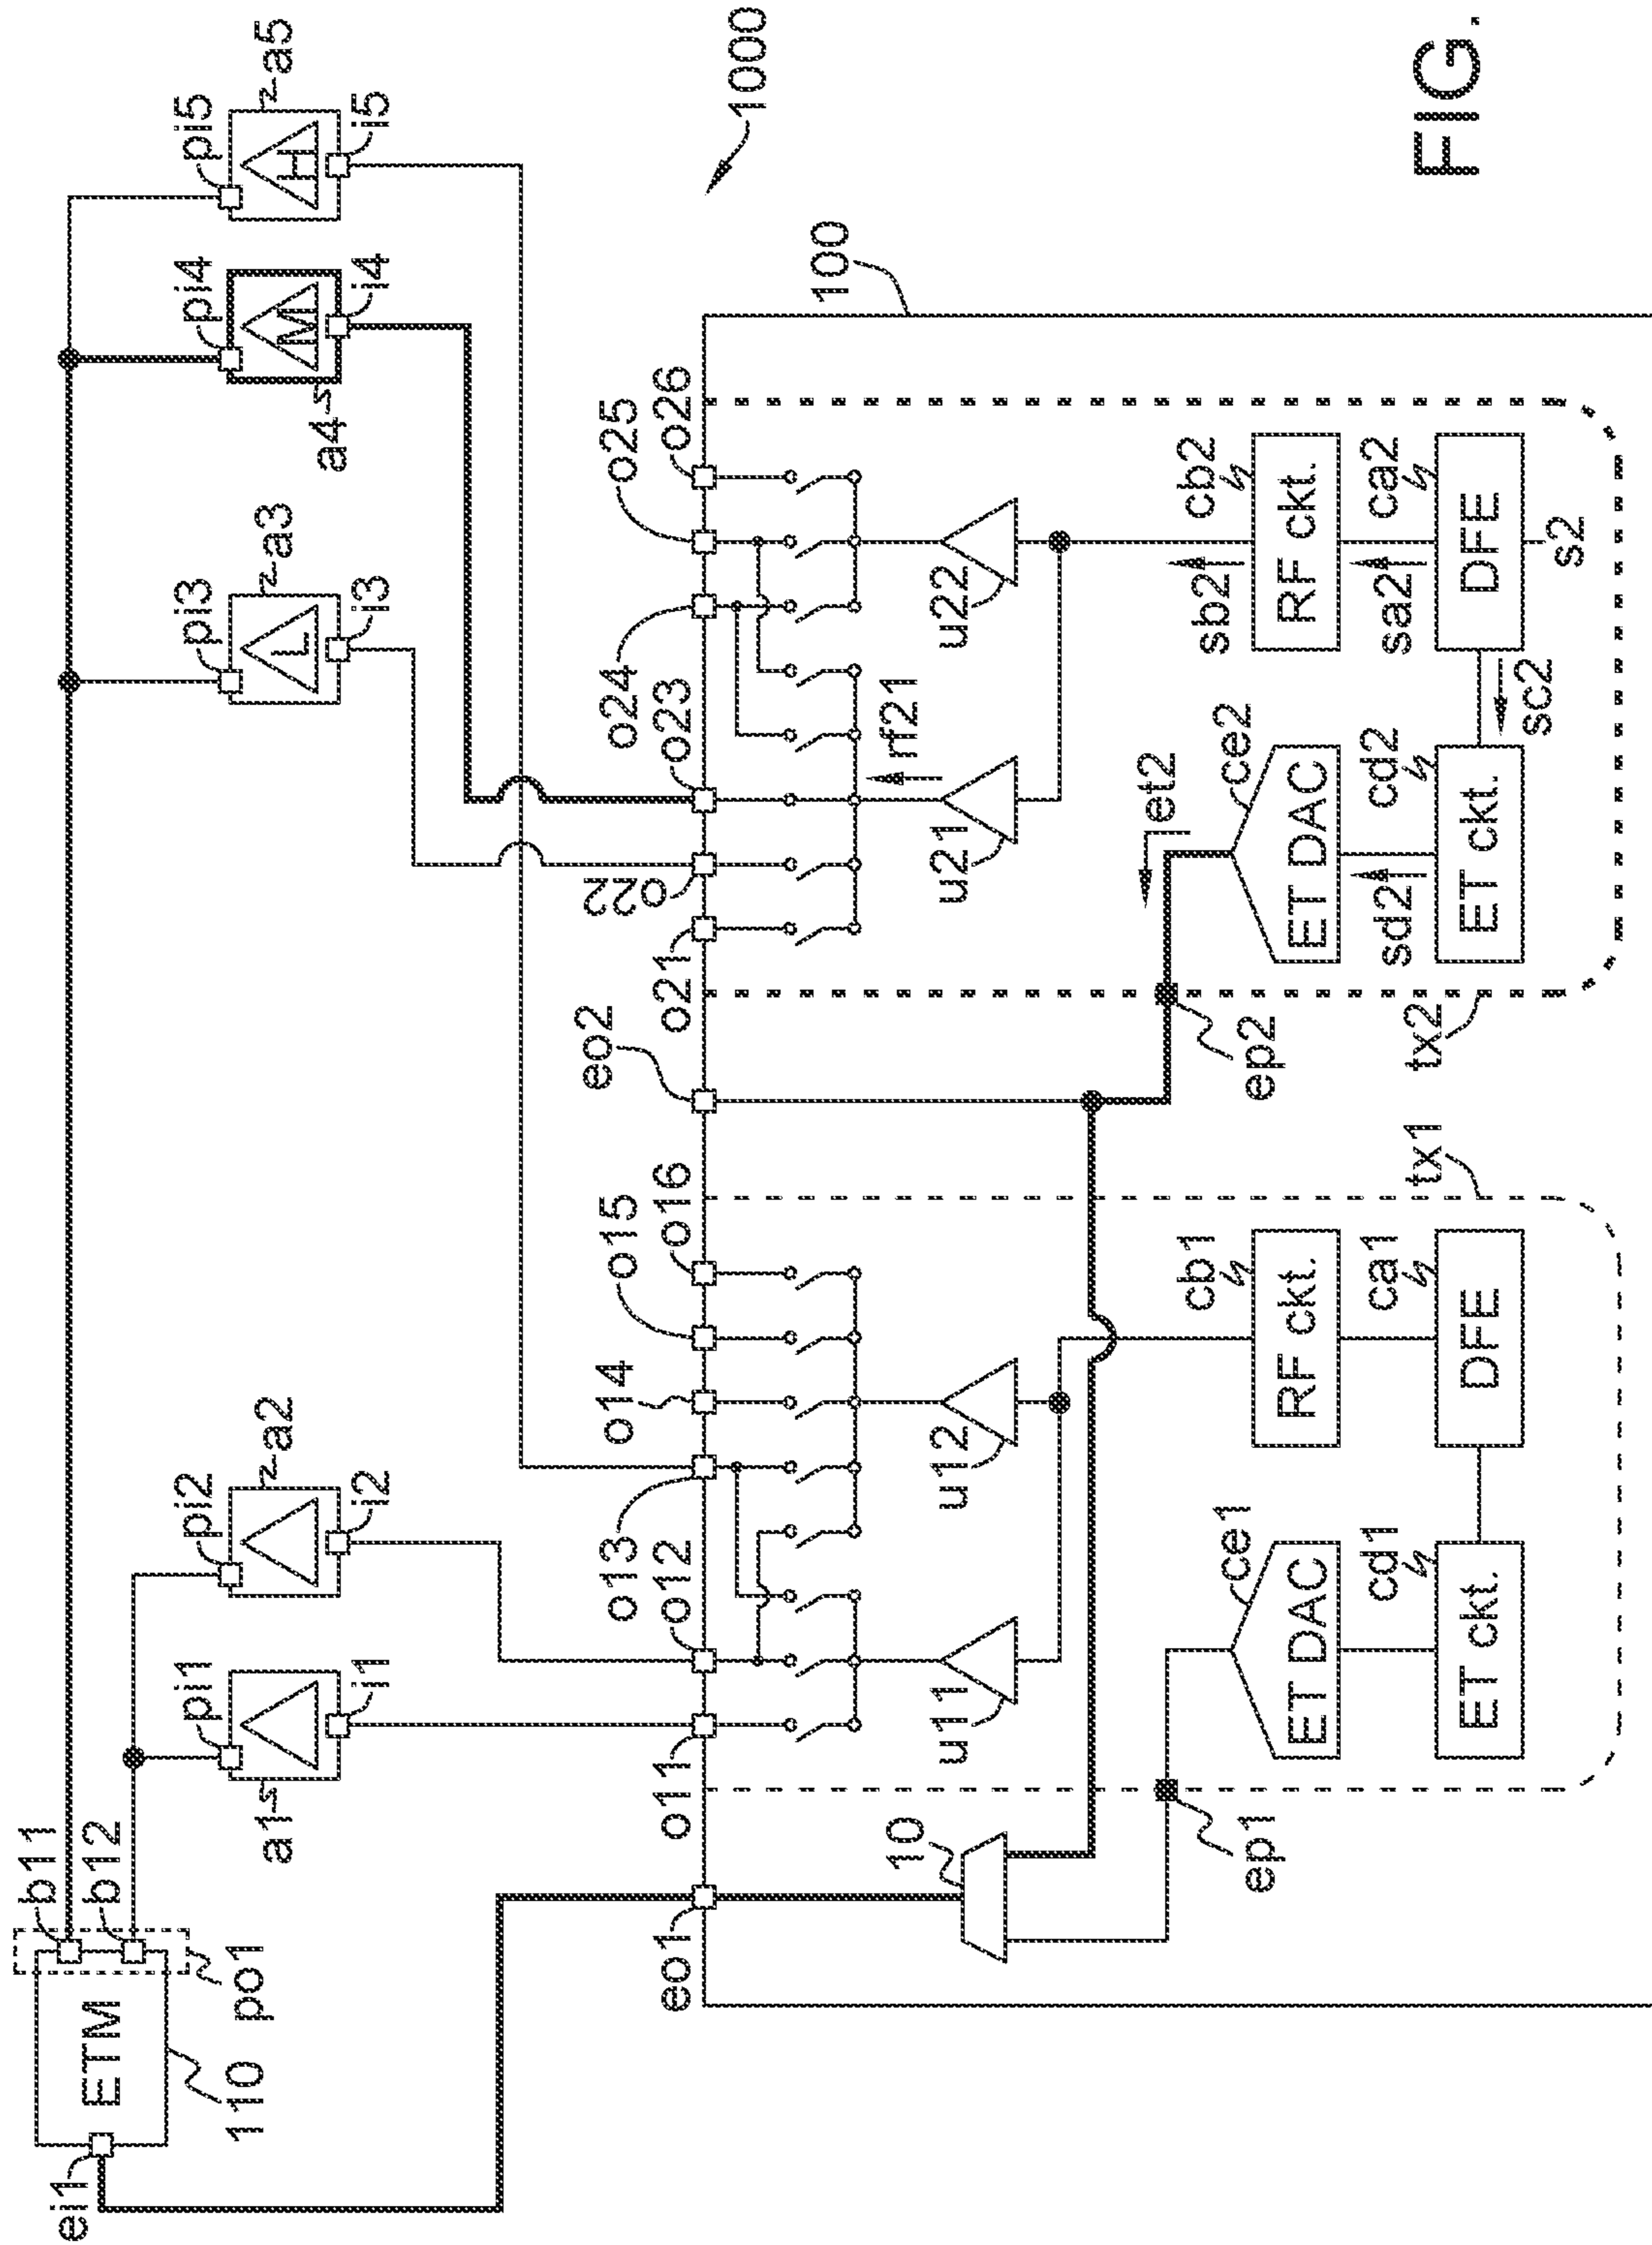 ei1
ETM
110
b11
b12
po1
a1
pi1
i1
pi2
a2
i2
pi3
L
a3
i3
pi4
M
a4
i4
pi5
H
a5
i5
1000
100
eo1
o11
o12
o13
o14
o15
o16
eo2
o21
o22
o23
o24
o25
o26
10
u11
u12
u21
rf21
u22
ep1
ET DAC
ce1
RF ckt.
cb1
ET ckt.
cd1
DFE
ca1
tx1
ep2
et2
ET DAC
ce2
sb2
RF ckt.
cb2
sd2
ET ckt.
cd2
sa2
DFE
ca2
sc2
s2
tx2
FIG.